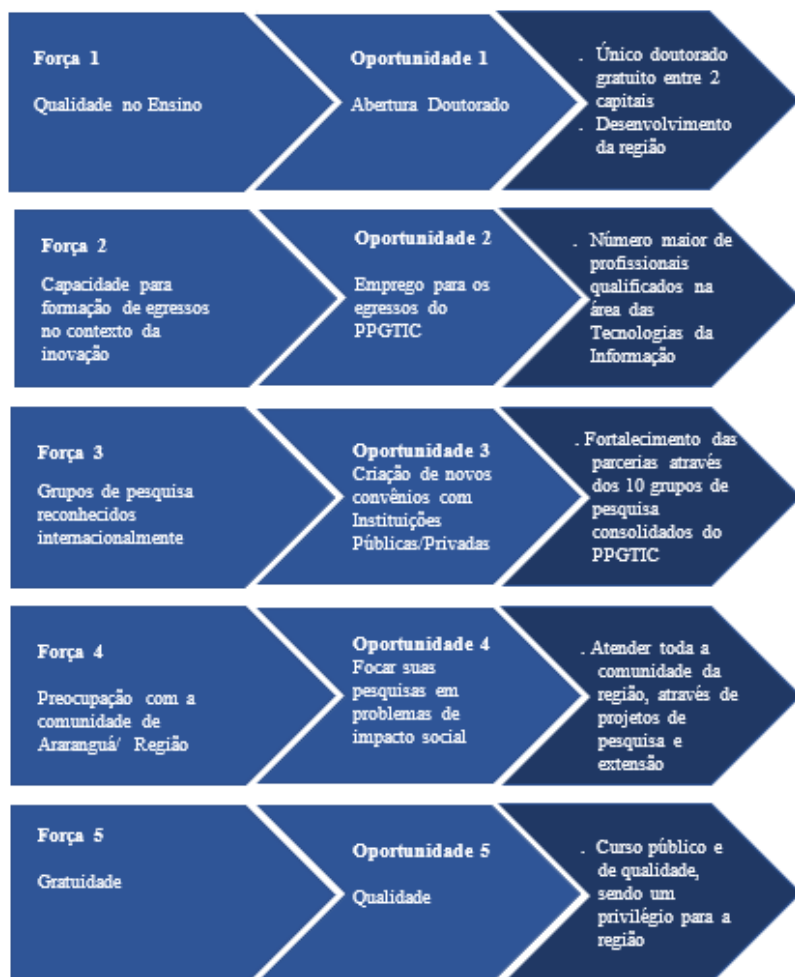 Força 1
Qualidade no Ensino
Oportunidade 1
Abertura Doutorado
. Único doutorado
gratuito entre 2
capitais
. Desenvolvimento
da região
Força 2
Capacidade para
formação de egressos
no contexto da
inovação
Oportunidade 2
Emprego para os
egressos do
PPGTIC
. Número maior de
profissionais
qualificados na
área das
Tecnologias da
Informação
Força 3
Grupos de pesquisa
reconhecidos
internacionalmente
Oportunidade 3
Criação de novos
convênios com
Instituições
Públicas/Privadas
. Fortalecimento das
parcerias através
dos 10 grupos de
pesquisa
consolidados do
PPGTIC
Força 4
Preocupação com a
comunidade de
Araranguá/ Região
Oportunidade 4
Focar suas
pesquisas em
problemas de
impacto social
. Atender toda a
comunidade da
região, através de
projetos de
pesquisa e
extensão
Força 5
Gratuidade
Oportunidade 5
Qualidade
. Curso público e
de qualidade,
sendo um
privilégio para a
região